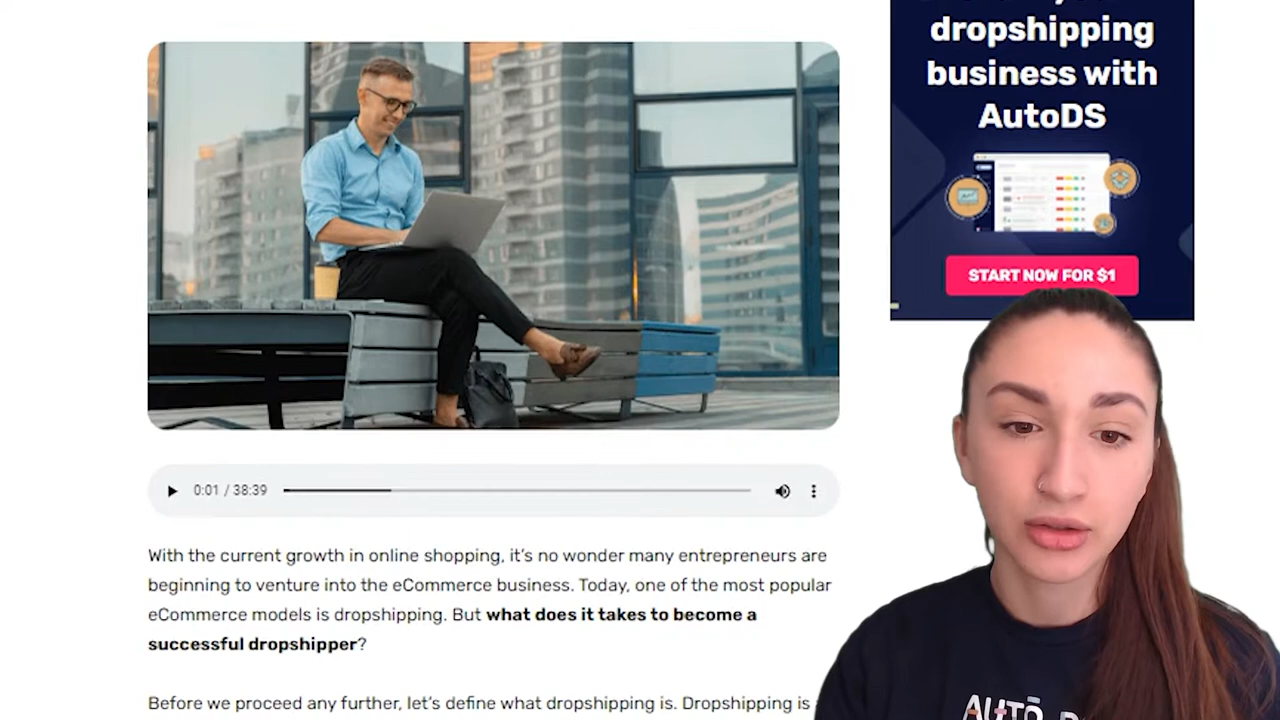 dropshipping
business with
AutoDS
START NOW FOR $1
0:01 / 38:39
With the current growth in online shopping, it’s no wonder many entrepreneurs are
beginning to venture into the eCommerce business. Today, one of the most popular
eCommerce models is dropshipping. But what does it takes to become a
successful dropshipper?
Before we proceed any further, let’s define what dropshipping is. Dropshipping is
AUTO